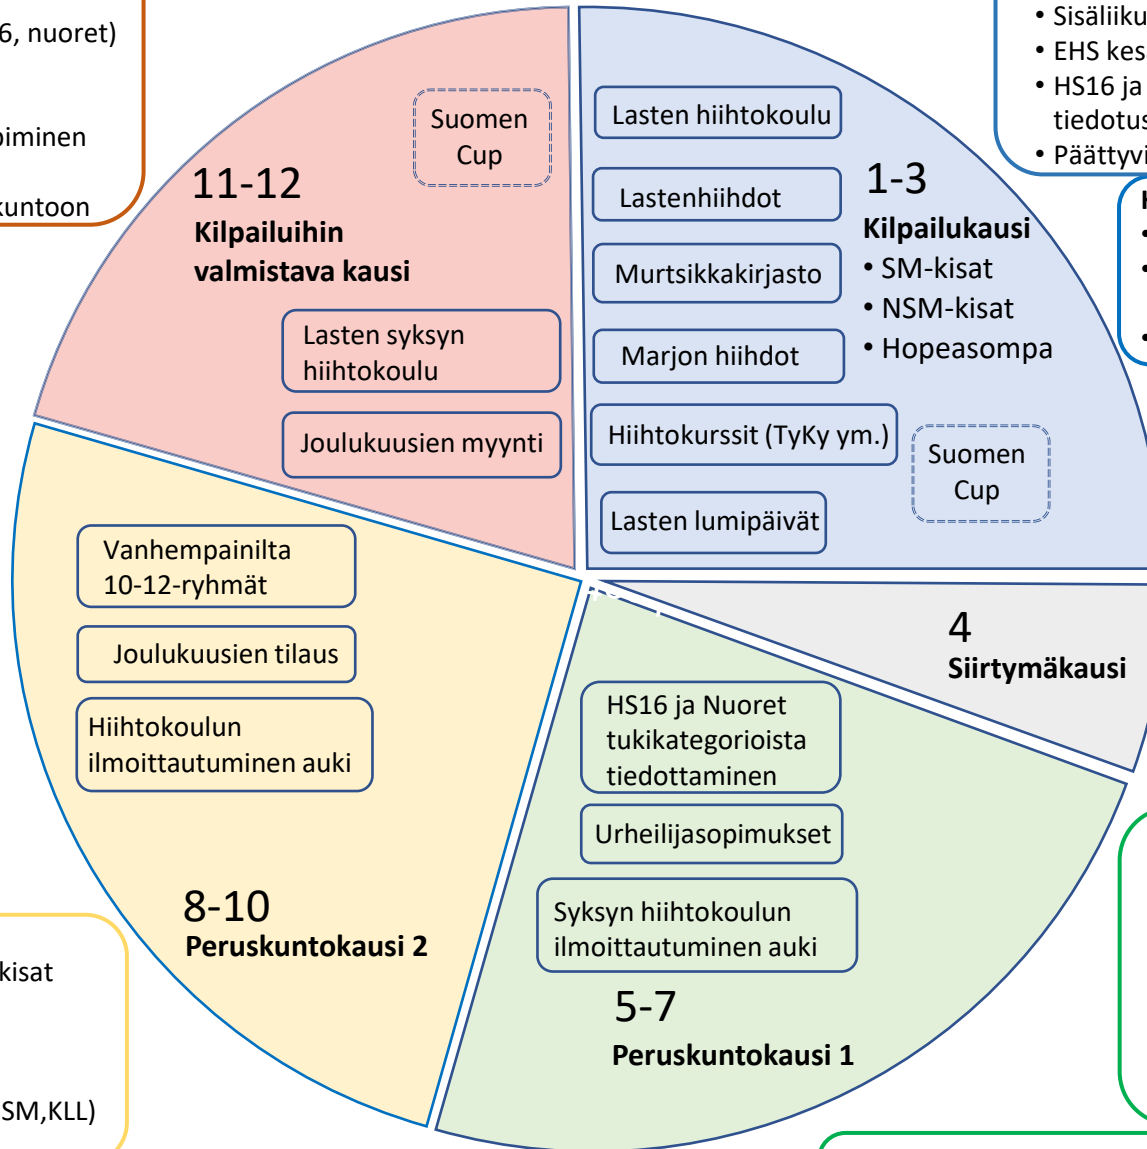 6, nuoret)
kuntoon
• Sisäliiku
• EHS kes
• HS16 ja
• Päättyvi
Suomen
Cup
11-12
Kilpailuihin
valmistava kausi
Lasten syksyn
hiihtokoulu
Joulukuusien myynti
Lasten hiihtokoulu
Lastenhiihdot
Murtsikkakirjasto
Marjon hiihdot
Hiihtokurssit (TyKy ym.)
Lasten lumipäivät
1-3
Kilpailukausi
• SM-kisat
• NSM-kisat
• Hopeasompa
Suomen
Cup
4
Siirtymäkausi
Vanhempainilta
10-12-ryhmät
Joulukuusien tilaus
Hiihtokoulun
ilmoittautuminen auki
8-10
Peruskuntokausi 2
HS16 ja Nuoret
tukikategorioista
tiedottaminen
Urheilijasopimukset
Syksyn hiihtokoulun
ilmoittautuminen auki
5-7
Peruskuntokausi 1
kisat
SM,KLL)